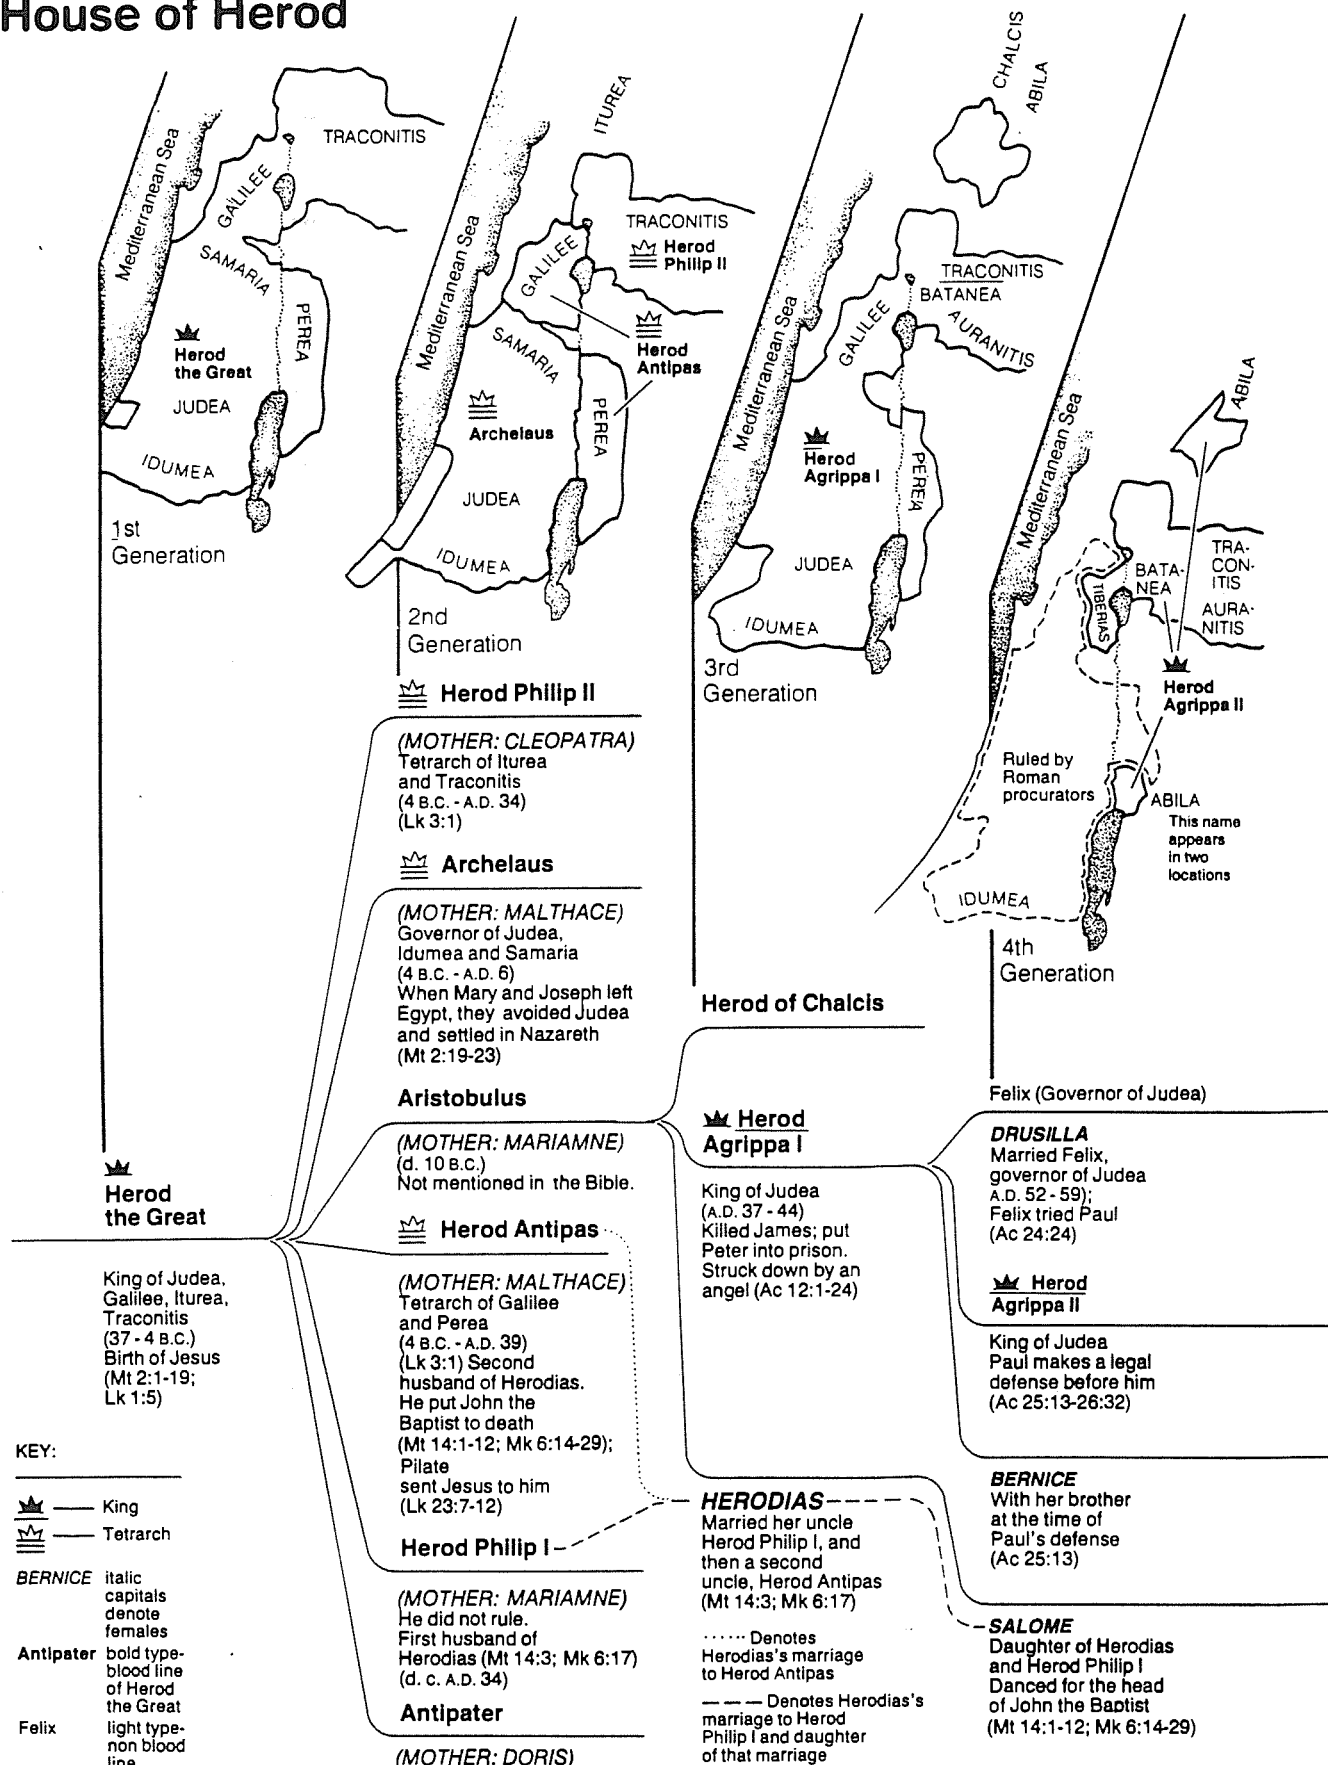 House of Herod
Mediterranean Sea
TRACONITIS
GALILEE
SAMARIA
PEREA
Herod
the Great
JUDEA
IDUMEA
1st
Generation
ITUREA
Mediterranean Sea
TRACONITIS
Herod
Philip II
GALILEE
SAMARIA
Herod
Antipas
PEREA
Archelaus
JUDEA
IDUMEA
2nd
Generation
CHALCIS
ABILA
Mediterranean Sea
TRACONITIS
BATANEA
AURANITIS
GALILEE
Herod
Agrippa I
PEREA
JUDEA
IDUMEA
3rd
Generation
ABILA
Mediterranean Sea
TRA-
CON-
ITIS
BATA-
NEA
TIBERIAS
AURA-
NITIS
Herod
Agrippa II
Ruled by
Roman
procurators
ABILA
This name
appears
in two
locations
IDUMEA
4th
Generation
Herod
the Great
King of Judea,
Galilee, Iturea,
Traconitis
(37 - 4 B.C.)
Birth of Jesus
(Mt 2:1-19;
Lk 1:5)
KEY:
King
Tetrarch
BERNICE italic
capitals
denote
females
Antipater bold type-
blood line
of Herod
the Great
Felix light type-
non blood
line
Herod Philip II
(MOTHER: CLEOPATRA)
Tetrarch of Iturea
and Traconitis
(4 B.C. - A.D. 34)
(Lk 3:1)
Archelaus
(MOTHER: MALTHACE)
Governor of Judea,
Idumea and Samaria
(4 B.C. - A.D. 6)
When Mary and Joseph left
Egypt, they avoided Judea
and settled in Nazareth
(Mt 2:19-23)
Aristobulus
(MOTHER: MARIAMNE)
(d. 10 B.C.)
Not mentioned in the Bible.
Herod Antipas
(MOTHER: MALTHACE)
Tetrarch of Galilee
and Perea
(4 B.C. - A.D. 39)
(Lk 3:1) Second
husband of Herodias.
He put John the
Baptist to death
(Mt 14:1-12; Mk 6:14-29);
Pilate
sent Jesus to him
(Lk 23:7-12)
Herod Philip I
(MOTHER: MARIAMNE)
He did not rule.
First husband of
Herodias (Mt 14:3; Mk 6:17)
(d. c. A.D. 34)
Antipater
(MOTHER: DORIS)
Herod of Chalcis
Herod
Agrippa I
King of Judea
(A.D. 37 - 44)
Killed James; put
Peter into prison.
Struck down by an
angel (Ac 12:1-24)
HERODIAS
Married her uncle
Herod Philip I, and
then a second
uncle, Herod Antipas
(Mt 14:3; Mk 6:17)
...... Denotes
Herodias's marriage
to Herod Antipas
— — — Denotes Herodias's
marriage to Herod
Philip I and daughter
of that marriage
Felix (Governor of Judea)
DRUSILLA
Married Felix,
governor of Judea
A.D. 52 - 59);
Felix tried Paul
(Ac 24:24)
Herod
Agrippa II
King of Judea
Paul makes a legal
defense before him
(Ac 25:13-26:32)
BERNICE
With her brother
at the time of
Paul's defense
(Ac 25:13)
SALOME
Daughter of Herodias
and Herod Philip I
Danced for the head
of John the Baptist
(Mt 14:1-12; Mk 6:14-29)